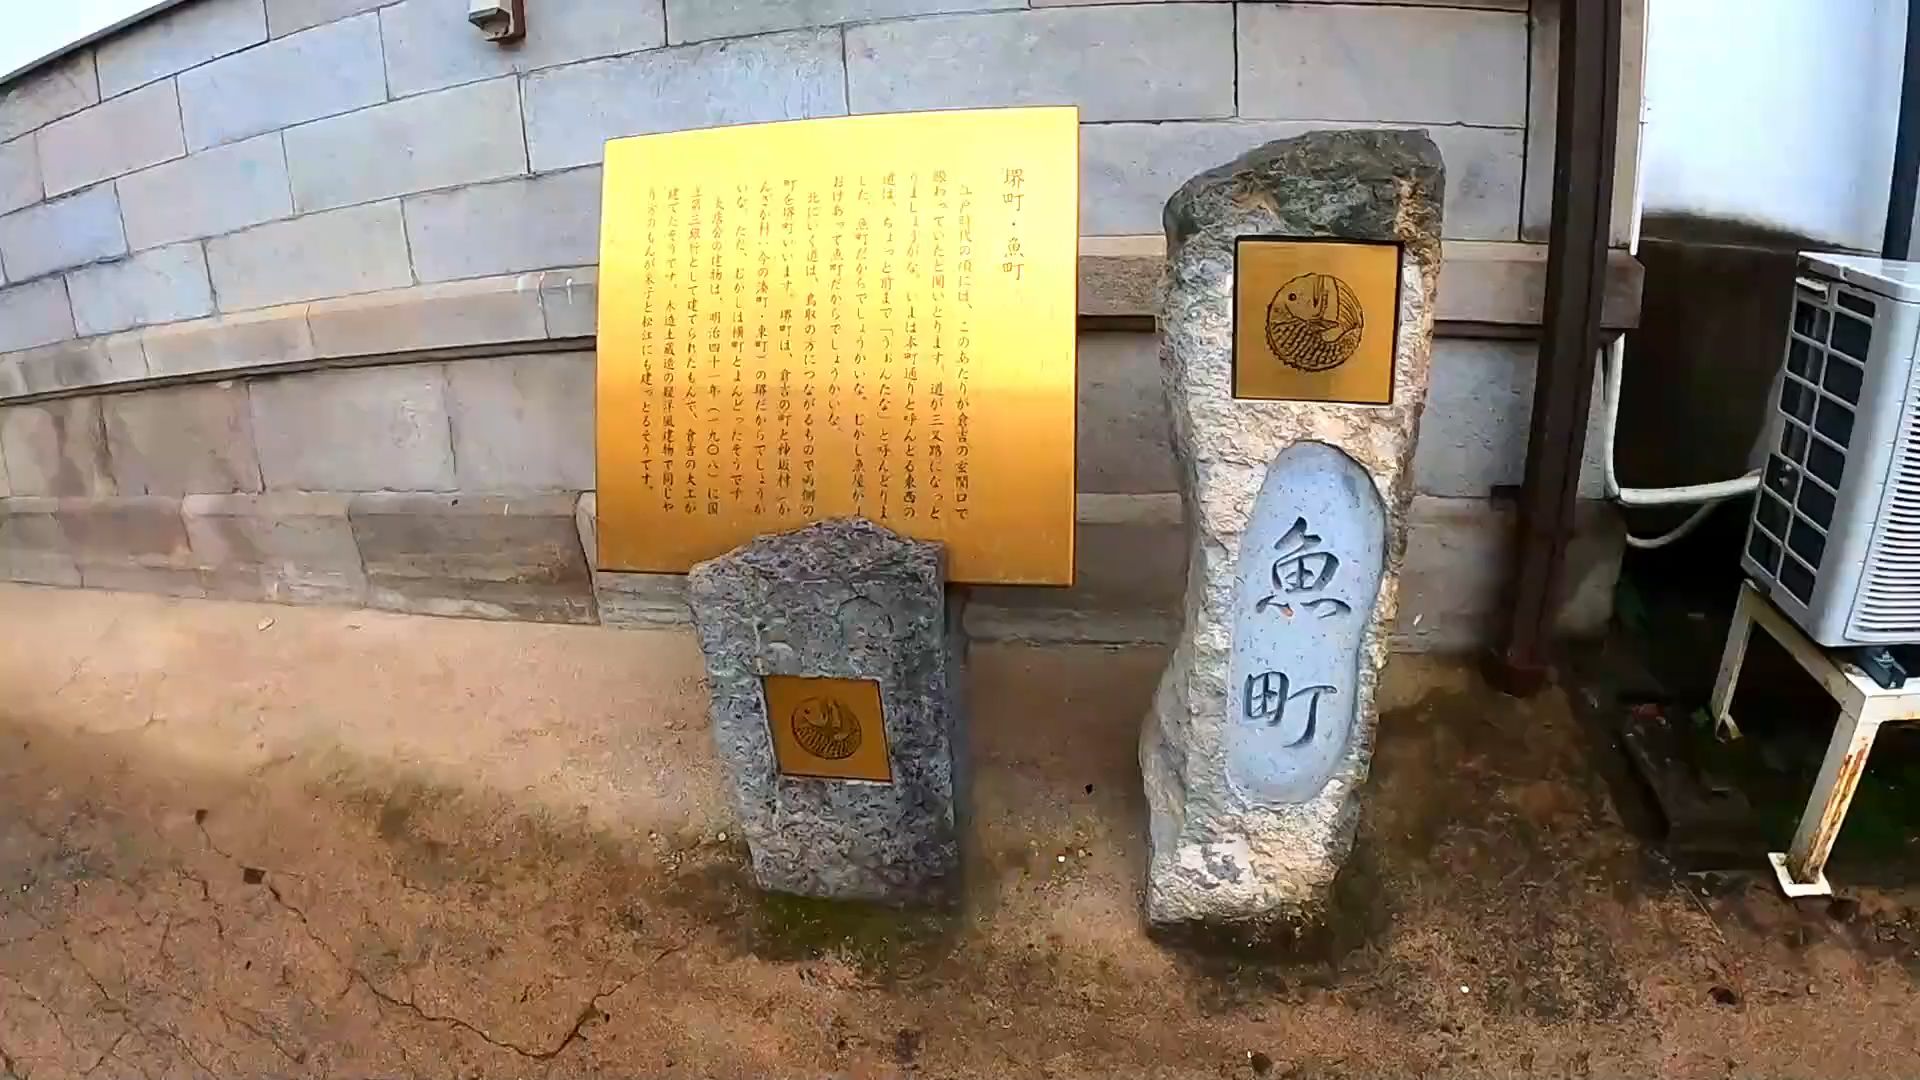 堺町・魚町
江戸時代の頃には、このあたりが倉吉の玄関口で
賑わっていたと聞いとります。道が三又路になっと
りましょうがな。いまは本町通りと呼んどる東西の
道は、ちょっと前まで「うおんたな」と呼んどりま
した。魚町だからでしょうかいな。むかし魚屋が
おけあって魚町だからでしょうかいな。
北にいく道は、鳥取の方につながるもので
町を堺町いいます。堺町は、倉吉の町と神坂村（か
んざか村・今の湊町・東町）の堺だからでしょうか
いな。ただ、むかしは横町とよんどったそうです
大店会の建物は、明治四十一年（一九〇八）に国
立第三銀行として建てられたもんで、倉吉の大工が
建てたそうです。木造土蔵造の擬洋風建物で同じや
り方のもんが米子と松江にも建っとるそうです。
魚町